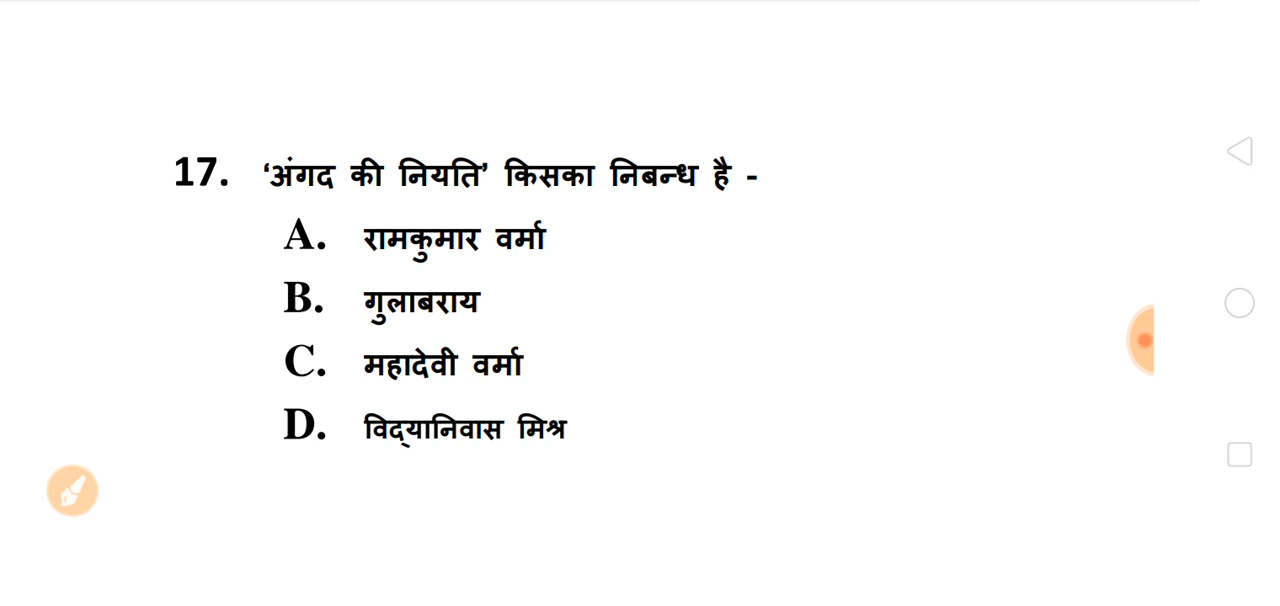 17. ‘अंगद की नियति’ किसका निबन्ध है -
A. रामकुमार वर्मा
B. गुलाबराय
C. महादेवी वर्मा
D. विद्‌यानिवास मिश्र